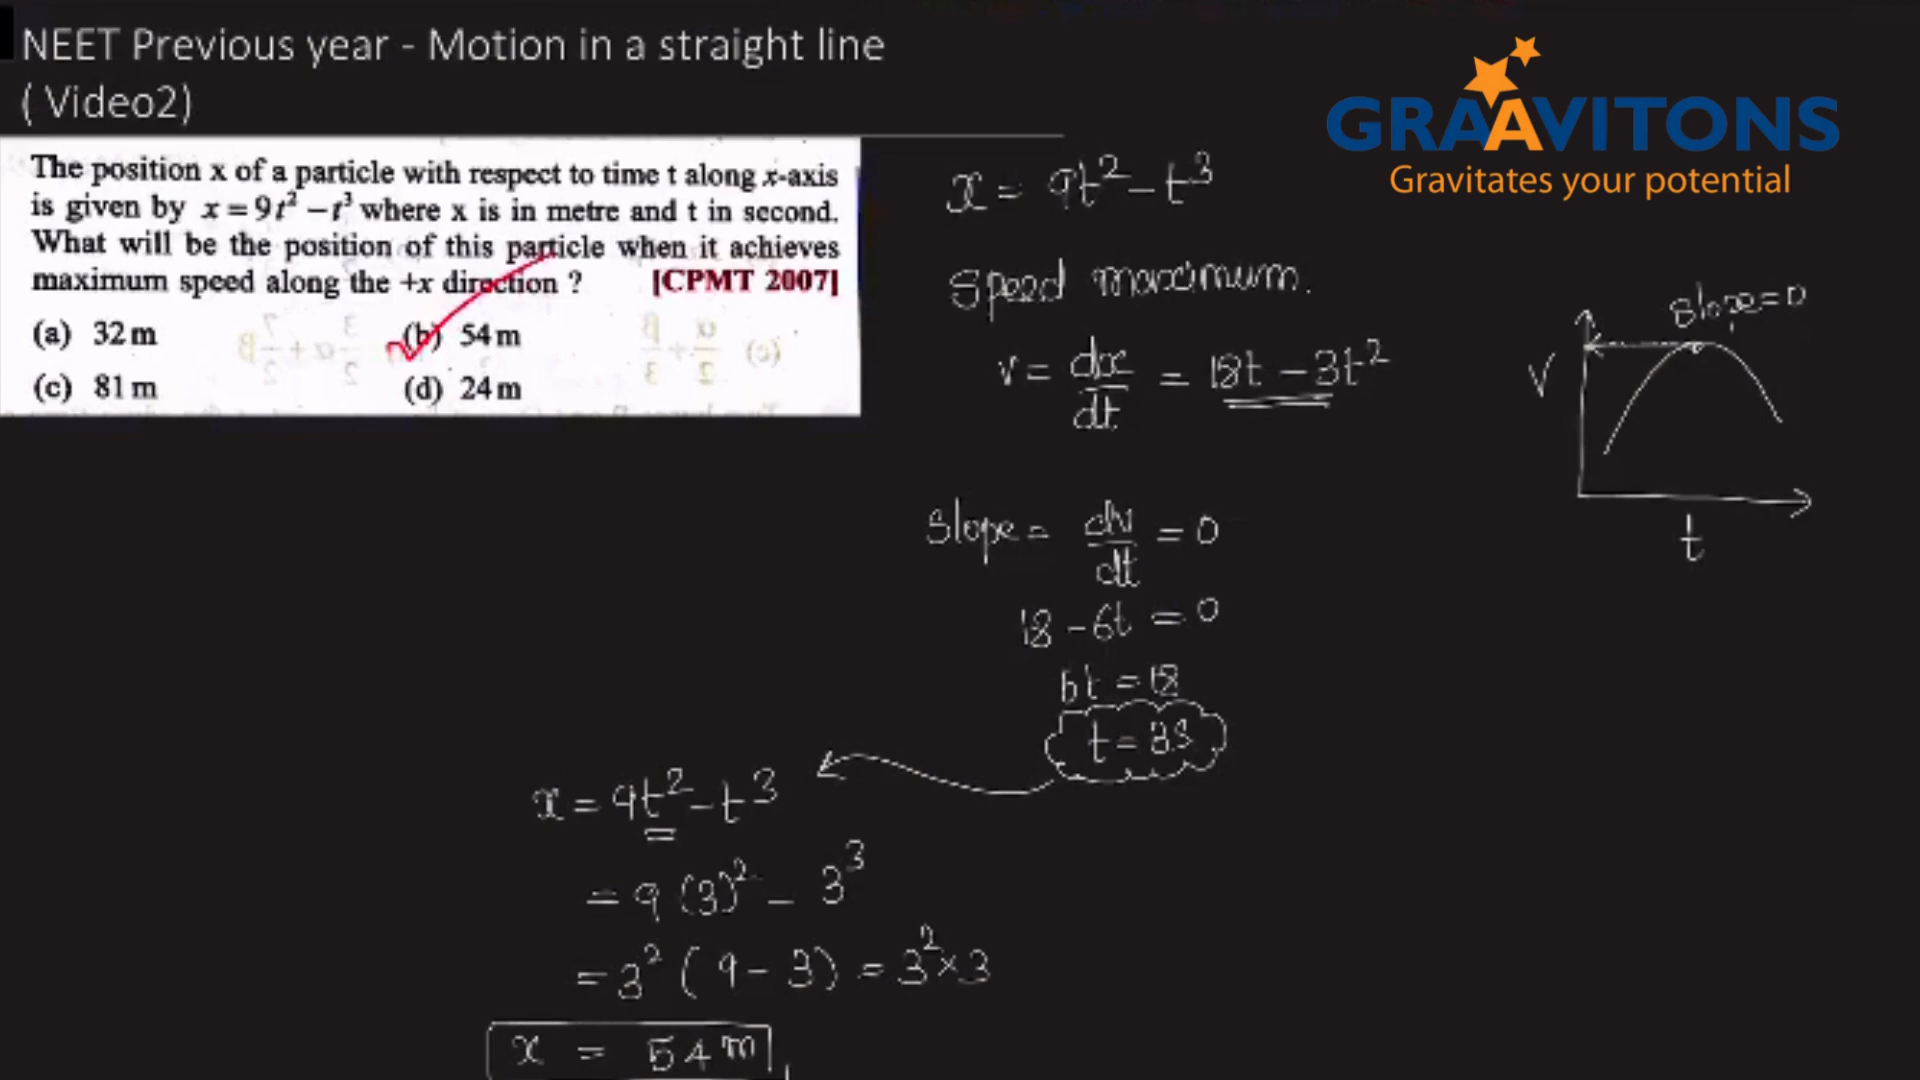 NEET Previous year - Motion in a straight line
( Video2)
GRAAVITONS
Gravitates your potential
The position x of a particle with respect to time t along x-axis
is given by x = 9t² – t³ where x is in metre and t in second.
What will be the position of this particle when it achieves
maximum speed along the +x direction ? [CPMT 2007]
(a) 32 m (b) 54 m
(c) 81 m (d) 24 m
x = 9t² – t³
Speed maximum.
v = dx/dt = 18t – 3t²
slope=0
V
t
Slope = dv/dt = 0
18 – 6t = 0
6t = 18
t = 3s
x = 9t² – t³
= 9 (3)² – 3³
= 3² ( 9 – 3) = 3² × 3
x = 54 m